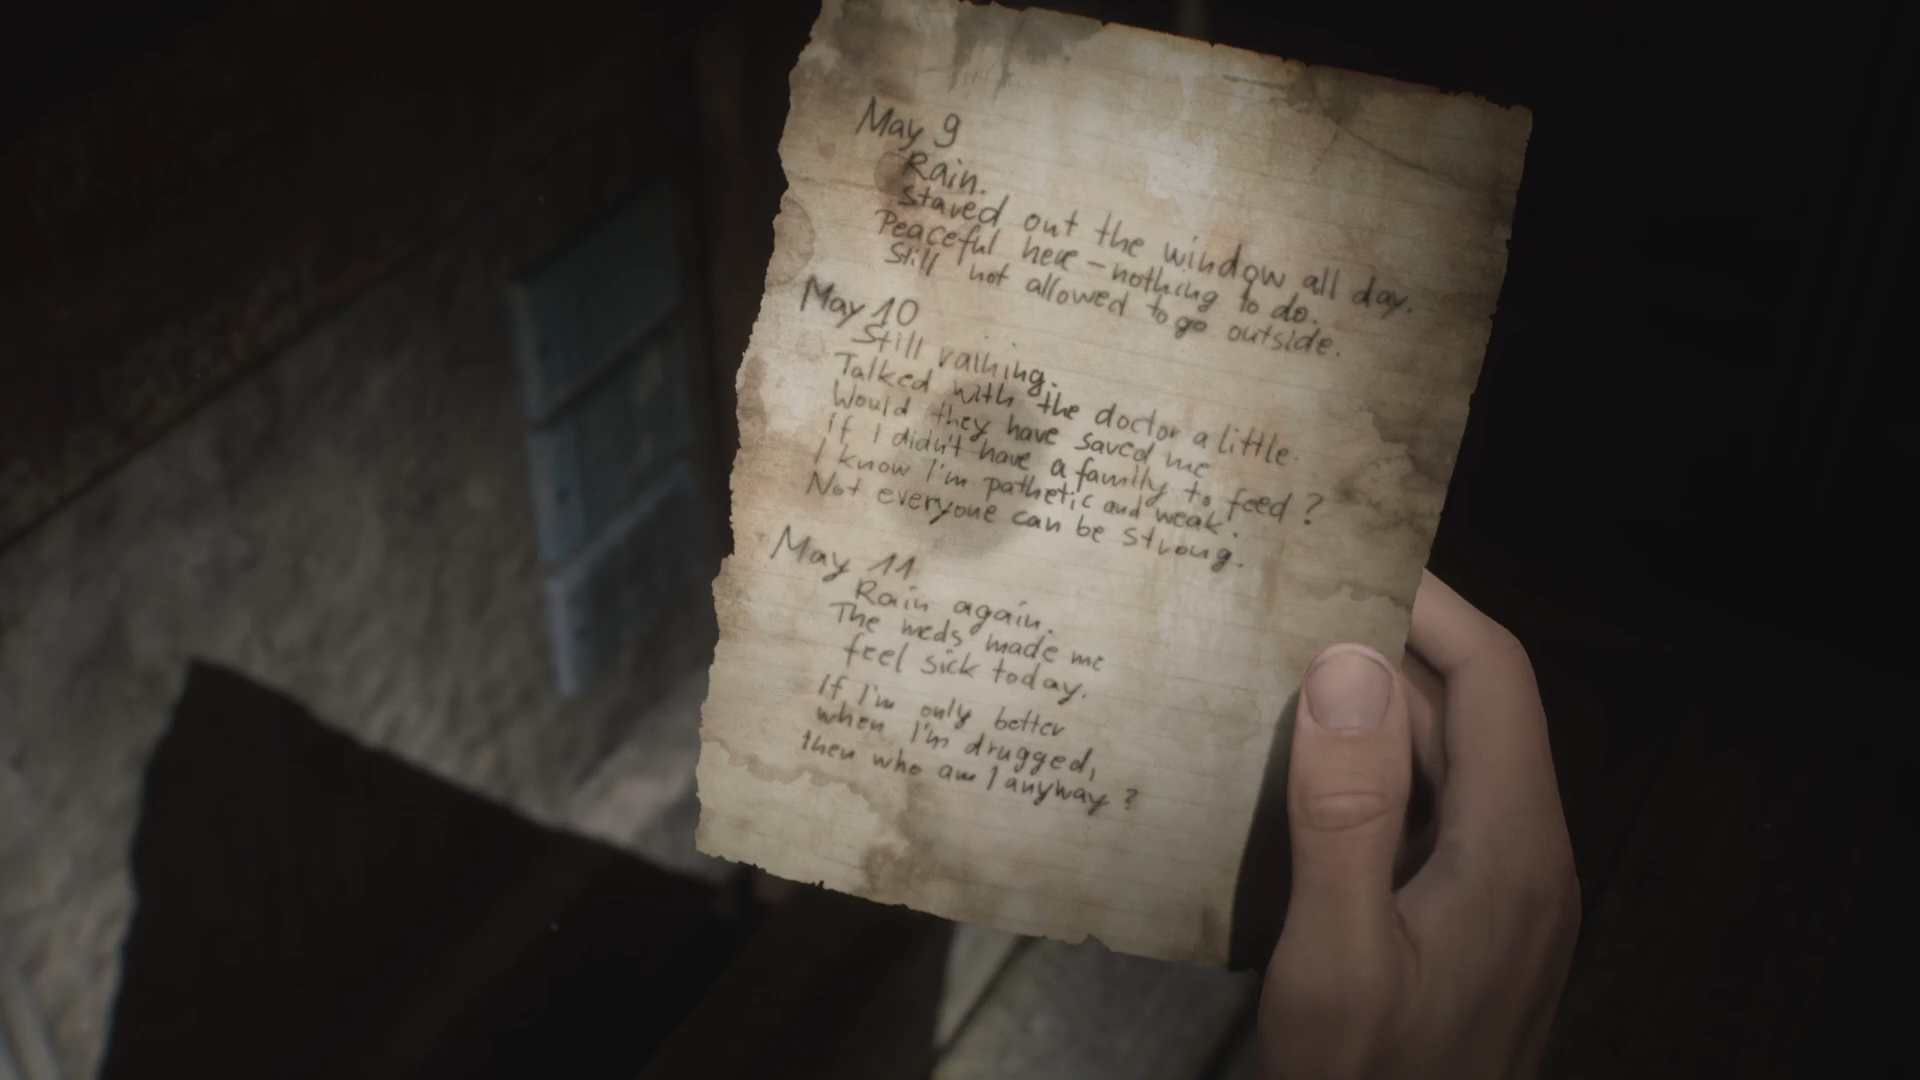 May 9
Rain.
Stared out the window all day.
Peaceful here – nothing to do.
Still not allowed to go outside.
May 10
Still raining.
Talked with the doctor a little.
Would they have saved me
if I didn't have a family to feed?
I know I'm pathetic and weak.
Not everyone can be strong.
May 11
Rain again.
The meds made me
feel sick today.
If I'm only better
when I'm drugged,
then who am I anyway?